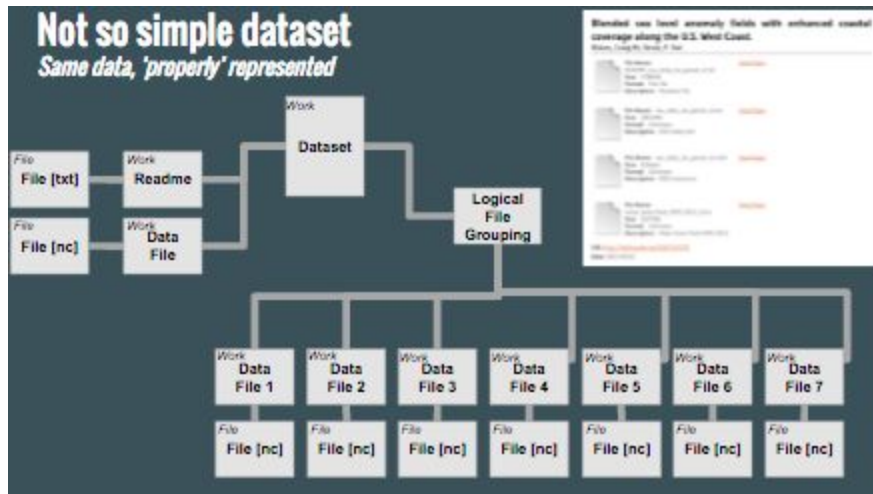 Not so simple dataset
Same data, 'properly' represented
Blended sea level anomaly fields with enhanced coastal
coverage along the U.S. West Coast.
Work
Dataset
File
File [txt]
Work
Readme
File
File [nc]
Work
Data
File
Logical
File
Grouping
Work
Data
File 1
Work
Data
File 2
Work
Data
File 3
Work
Data
File 4
Work
Data
File 5
Work
Data
File 6
Work
Data
File 7
File
File [nc]
File
File [nc]
File
File [nc]
File
File [nc]
File
File [nc]
File
File [nc]
File
File [nc]